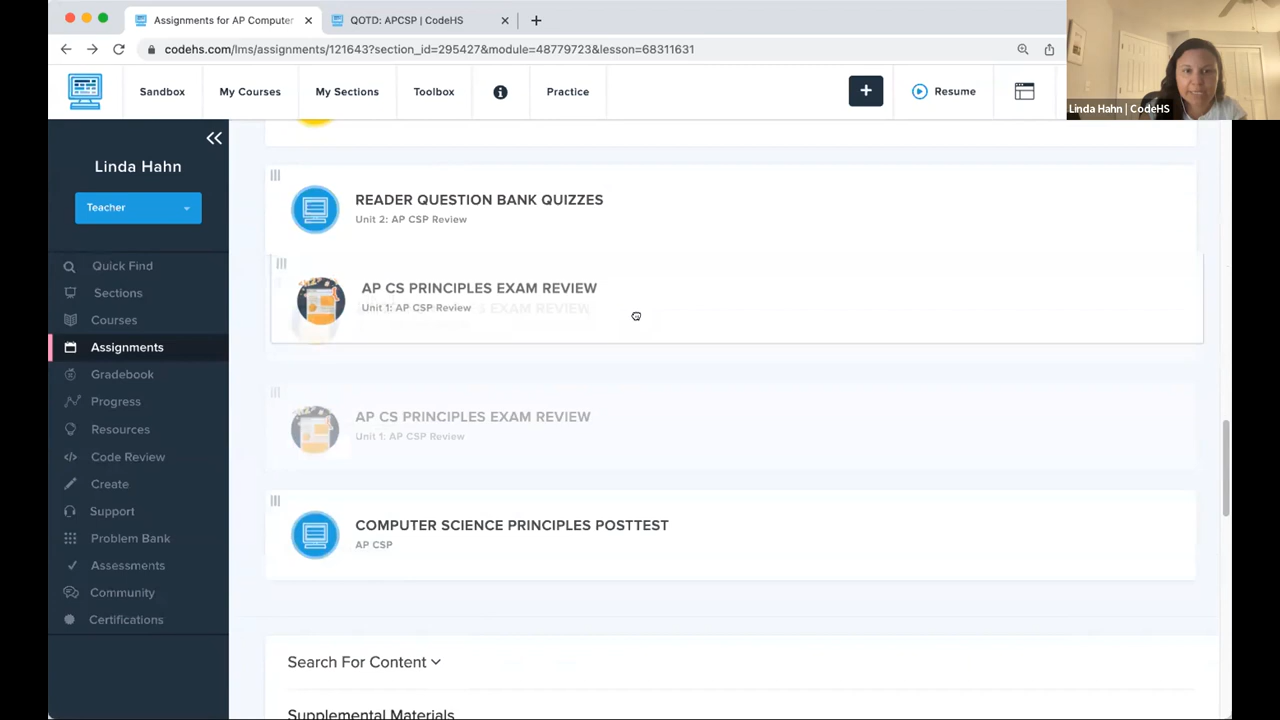 Assignments for AP Computer
QOTD: APCSP | CodeHS
codehs.com/lms/assignments/121643?section_id=295427&module=48779723&lesson=68311631
Sandbox
My Courses
My Sections
Toolbox
Practice
Resume
Linda Hahn | CodeHS
Linda Hahn
Teacher
Quick Find
Sections
Courses
Assignments
Gradebook
Progress
Resources
Code Review
Create
Support
Problem Bank
Assessments
Community
Certifications
READER QUESTION BANK QUIZZES
Unit 2: AP CSP Review
AP CS PRINCIPLES EXAM REVIEW
Unit 1: AP CSP Review
AP CS PRINCIPLES EXAM REVIEW
Unit 1: AP CSP Review
COMPUTER SCIENCE PRINCIPLES POSTTEST
AP CSP
Search For Content
Supplemental Materials